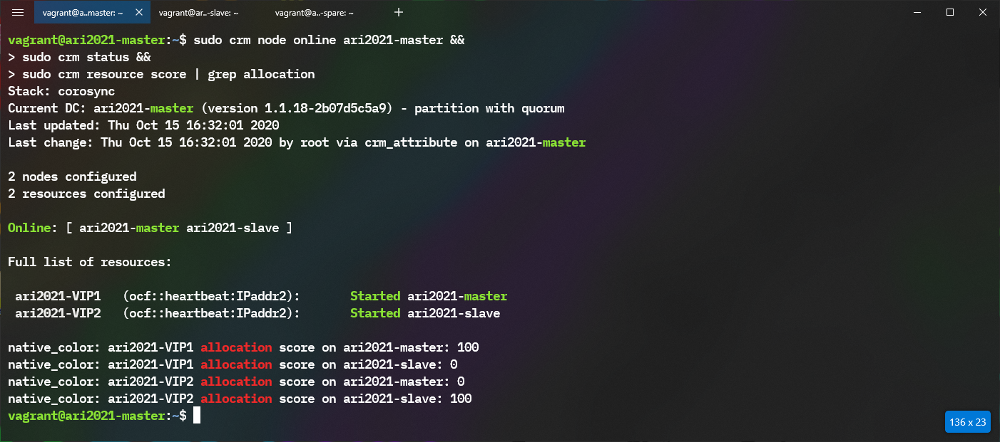 vagrant@a..master: ~ vagrant@ar..-slave: ~ vagrant@a..-spare: ~
vagrant@ari2021-master:~$ sudo crm node online ari2021-master &&
> sudo crm status &&
> sudo crm resource score | grep allocation
Stack: corosync
Current DC: ari2021-master (version 1.1.18-2b07d5c5a9) - partition with quorum
Last updated: Thu Oct 15 16:32:01 2020
Last change: Thu Oct 15 16:32:01 2020 by root via crm_attribute on ari2021-master
2 nodes configured
2 resources configured
Online: [ ari2021-master ari2021-slave ]
Full list of resources:
ari2021-VIP1 (ocf::heartbeat:IPaddr2): Started ari2021-master
ari2021-VIP2 (ocf::heartbeat:IPaddr2): Started ari2021-slave
native_color: ari2021-VIP1 allocation score on ari2021-master: 100
native_color: ari2021-VIP1 allocation score on ari2021-slave: 0
native_color: ari2021-VIP2 allocation score on ari2021-master: 0
native_color: ari2021-VIP2 allocation score on ari2021-slave: 100
vagrant@ari2021-master:~$
136 x 23